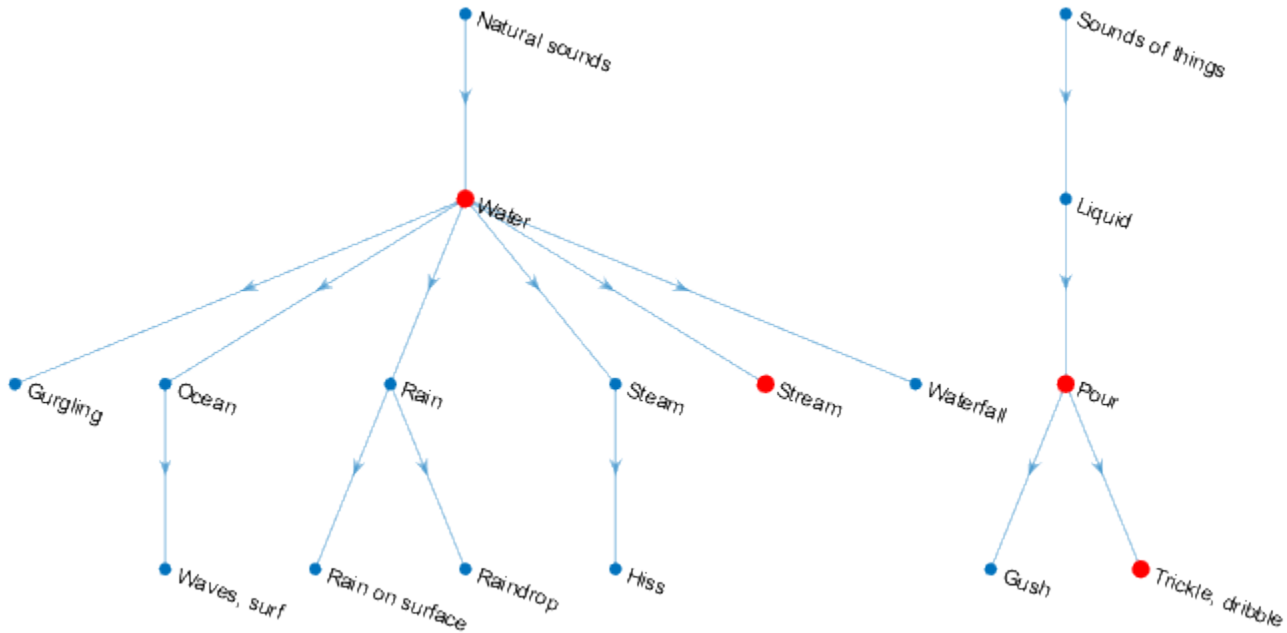 Natural sounds
Sounds of things
Water
Liquid
Gurgling
Ocean
Rain
Steam
Stream
Waterfall
Pour
Waves, surf
Rain on surface
Raindrop
Hiss
Gush
Trickle, dribble